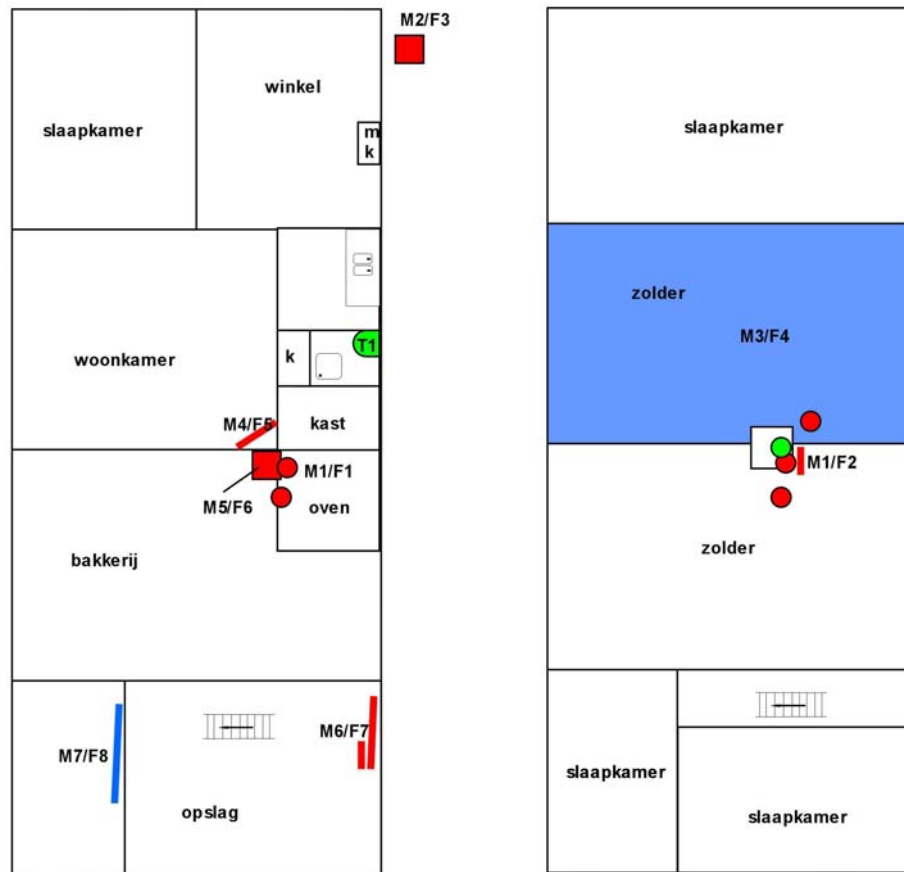 M2/F3
winkel
slaapkamer
m
k
woonkamer
k
T1
M4/F5
kast
M1/F1
M5/F6
oven
bakkerij
M6/F7
M7/F8
opslag
slaapkamer
zolder
M3/F4
M1/F2
zolder
slaapkamer
slaapkamer